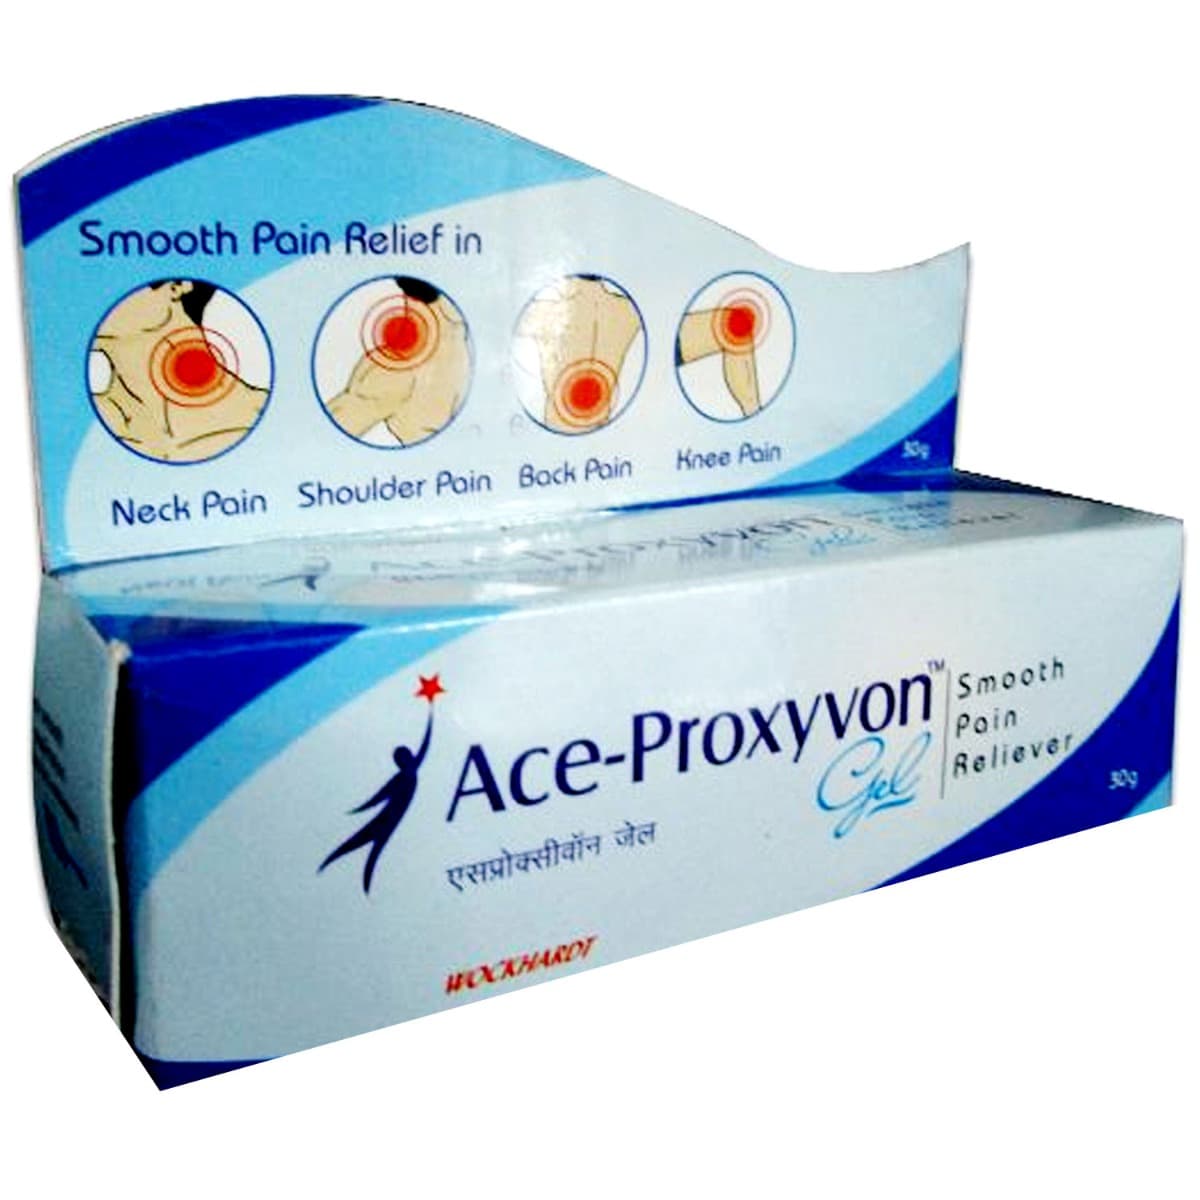 Smooth Pain Relief in
Neck Pain
Shoulder Pain
Back Pain
Knee Pain
30g
Ace-Proxyvon™
Gel
Smooth
Pain
Reliever
30g
एसप्रोक्सीवॉन जेल
WOCKHARDT